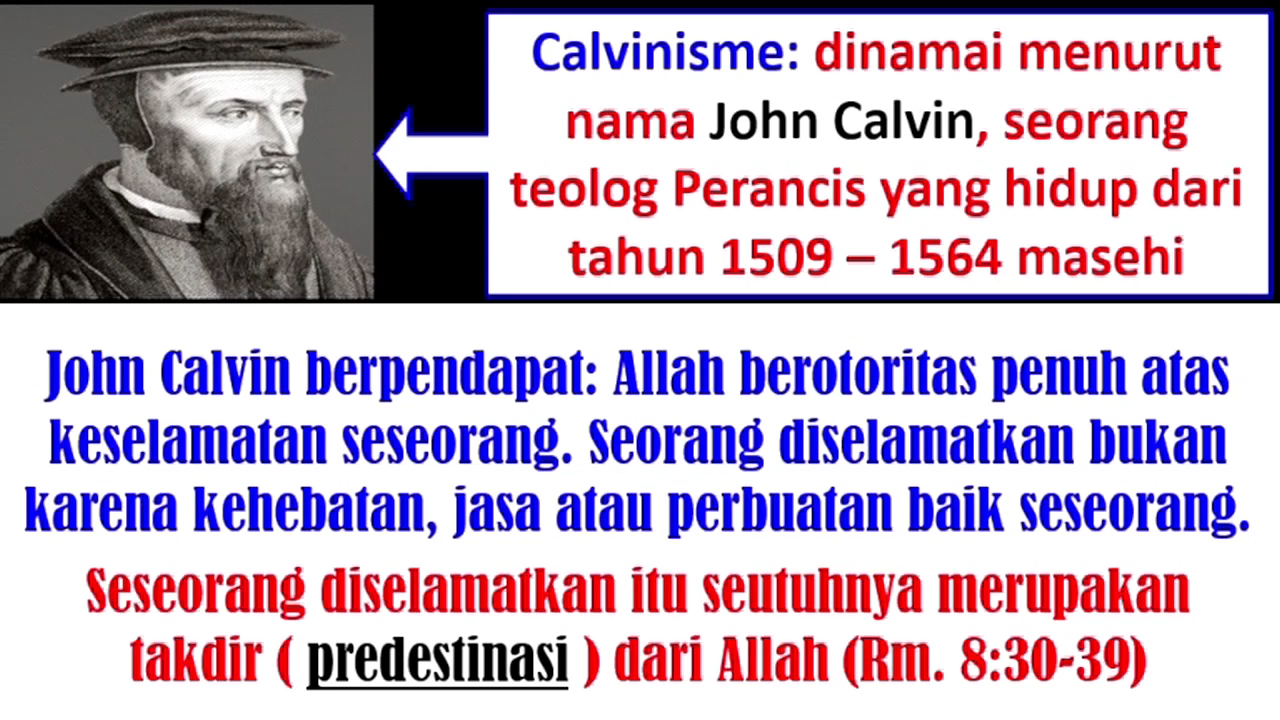 Calvinisme: dinamai menurut
nama John Calvin, seorang
teolog Perancis yang hidup dari
tahun 1509 – 1564 masehi
John Calvin berpendapat: Allah berotoritas penuh atas
keselamatan seseorang. Seorang diselamatkan bukan
karena kehebatan, jasa atau perbuatan baik seseorang.
Seseorang diselamatkan itu seutuhnya merupakan
takdir ( predestinasi ) dari Allah (Rm. 8:30-39)